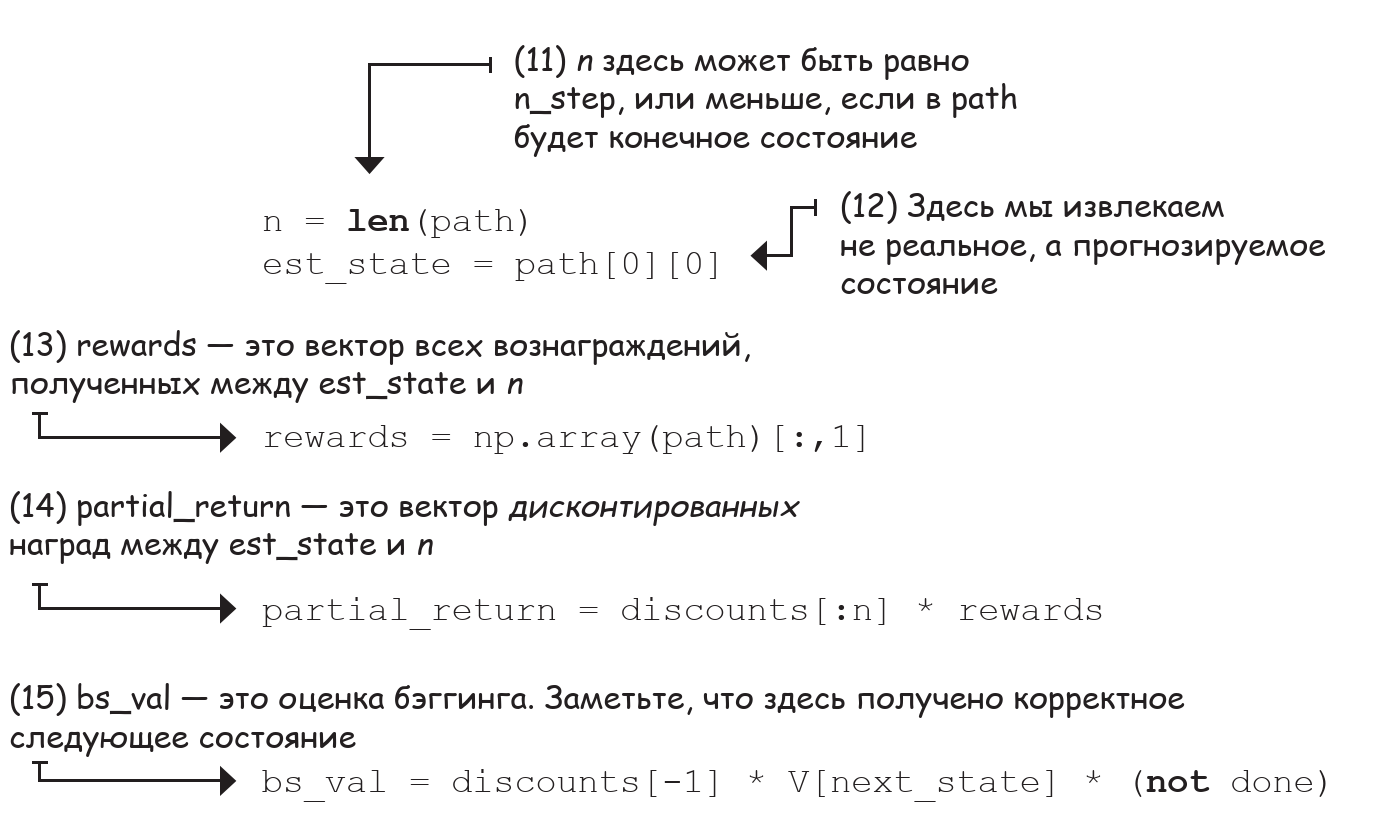 (11) n здесь может быть равно
n_step, или меньше, если в path
будет конечное состояние
n = len(path)
est_state = path[0][0]
(12) Здесь мы извлекаем
не реальное, а прогнозируемое
состояние
(13) rewards — это вектор всех вознаграждений,
полученных между est_state и n
rewards = np.array(path)[:,1]
(14) partial_return — это вектор дисконтированных
наград между est_state и n
partial_return = discounts[:n] * rewards
(15) bs_val — это оценка бэггинга. Заметьте, что здесь получено корректное
следующее состояние
bs_val = discounts[-1] * V[next_state] * (not done)